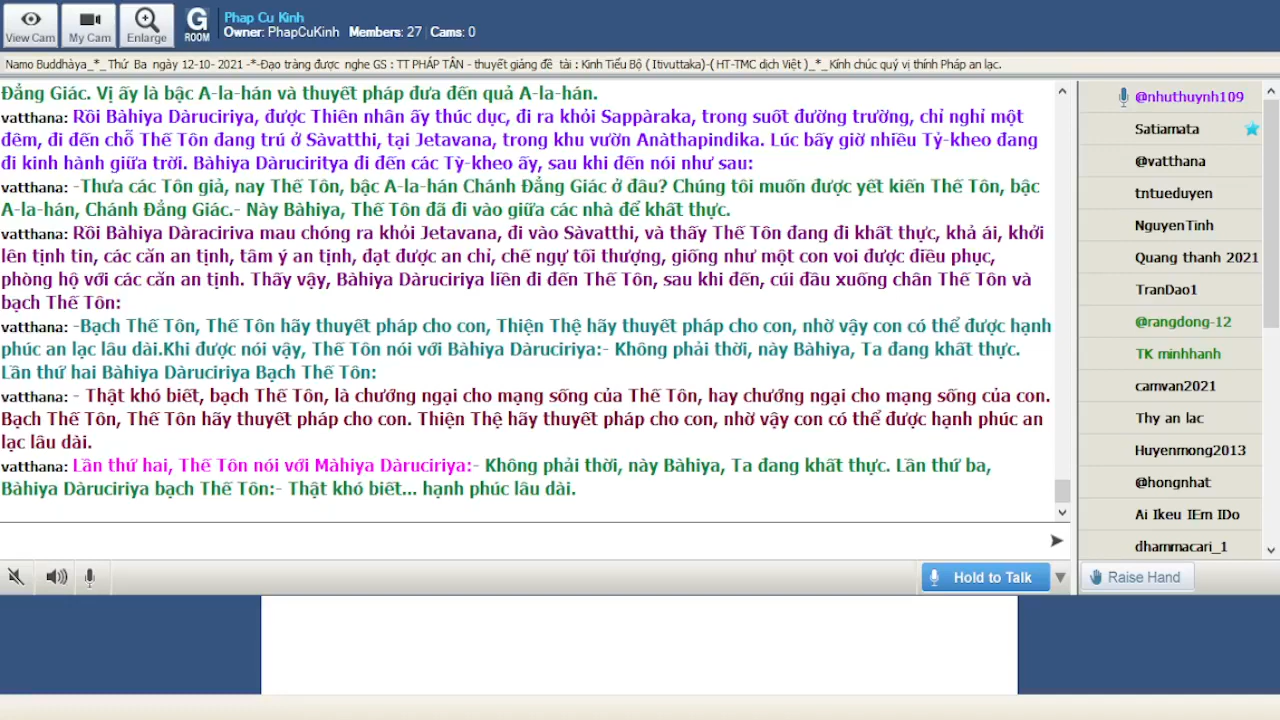 View Cam
My Cam
Enlarge
G
ROOM
Phap Cu Kinh
Owner: PhapCuKinh Members: 27 Cams: 0
Namo Buddhàya_*_ Thứ Ba ngày 12-10- 2021 -*-Đạo tràng được nghe GS : TT PHÁP TÂN - thuyết giảng đề tài : Kinh Tiểu Bộ ( Itivuttaka)-( HT-TMC dịch Việt )_*_ Kính chúc quý vị thính Pháp an lạc.
Đẳng Giác. Vị ấy là bậc A-la-hán và thuyết pháp đưa đến quả A-la-hán.
vatthana: Rồi Bàhiya Dàruciriya, được Thiên nhân ấy thúc dục, đi ra khỏi Sappàraka, trong suốt đường trường, chỉ nghỉ một
đêm, đi đến chỗ Thế Tôn đang trú ở Sàvatthi, tại Jetavana, trong khu vườn Anàthapindika. Lúc bấy giờ nhiều Tỷ-kheo đang
đi kinh hành giữa trời. Bàhiya Dàruciritya đi đến các Tỳ-kheo ấy, sau khi đến nói như sau:
vatthana: -Thưa các Tôn giả, nay Thế Tôn, bậc A-la-hán Chánh Đẳng Giác ở đâu? Chúng tôi muốn được yết kiến Thế Tôn, bậc
A-la-hán, Chánh Đẳng Giác.- Này Bàhiya, Thế Tôn đã đi vào giữa các nhà để khất thực.
vatthana: Rồi Bàhiya Dàraciriva mau chóng ra khỏi Jetavana, đi vào Sàvatthi, và thấy Thế Tôn đang đi khất thực, khả ái, khởi
lên tịnh tin, các căn an tịnh, tâm ý an tịnh, đạt được an chỉ, chế ngự tối thượng, giống như một con voi được điều phục,
phòng hộ với các căn an tịnh. Thấy vậy, Bàhiya Dàruciriya liền đi đến Thế Tôn, sau khi đến, cúi đầu xuống chân Thế Tôn và
bạch Thế Tôn:
vatthana: -Bạch Thế Tôn, Thế Tôn hãy thuyết pháp cho con, Thiện Thệ hãy thuyết pháp cho con, nhờ vậy con có thể được hạnh
phúc an lạc lâu dài.Khi được nói vậy, Thế Tôn nói với Bàhiya Dàruciriya:- Không phải thời, này Bàhiya, Ta đang khất thực.
Lần thứ hai Bàhiya Dàruciriya Bạch Thế Tôn:
vatthana: - Thật khó biết, bạch Thế Tôn, là chướng ngại cho mạng sống của Thế Tôn, hay chướng ngại cho mạng sống của con.
Bạch Thế Tôn, Thế Tôn hãy thuyết pháp cho con. Thiện Thệ hãy thuyết pháp cho con, nhờ vậy con có thể được hạnh phúc an
lạc lâu dài.
vatthana: Lần thứ hai, Thế Tôn nói với Màhiya Dàruciriya:- Không phải thời, này Bàhiya, Ta đang khất thực. Lần thứ ba,
Bàhiya Dàruciriya bạch Thế Tôn:- Thật khó biết... hạnh phúc lâu dài.
@nhuthuynh109
Satiamata
@vatthana
tntueduyen
NguyenTinh
Quang thanh 2021
TranDao1
@rangdong-12
TK minhhanh
camvan2021
Thy an lac
Huyenmong2013
@hongnhat
Ai Ikeu IEm IDo
dhammacari_1
Hold to Talk
Raise Hand